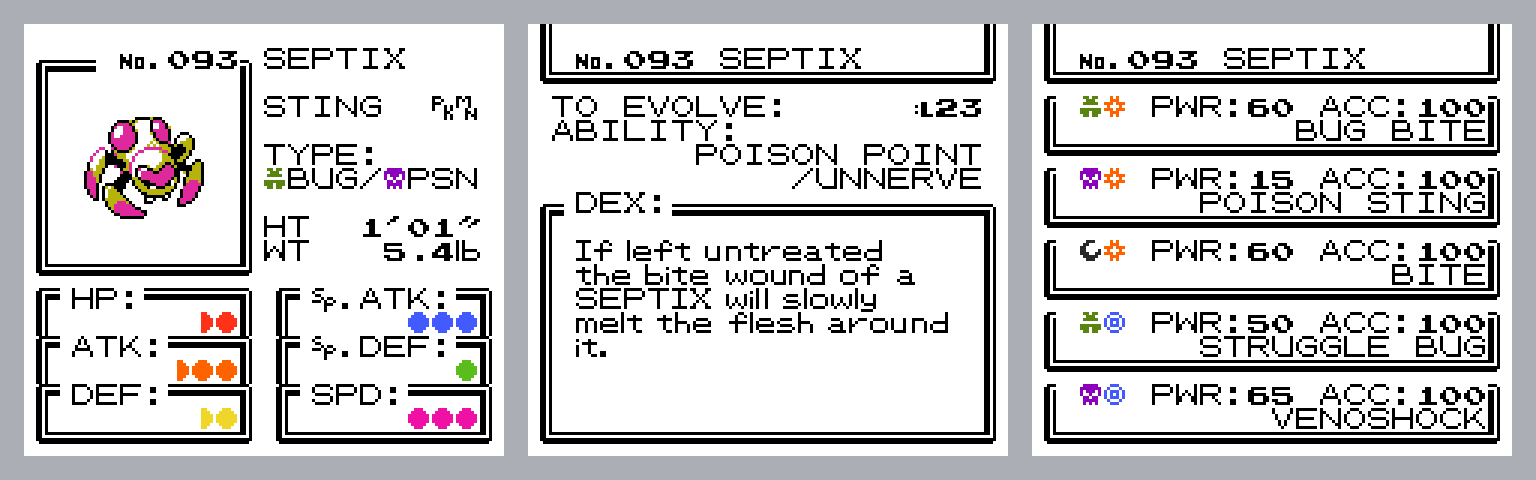 No.093 SEPTIX
STING PKMN
TYPE:
BUG/PSN
HT 1'01"
WT 5.4lb
HP:
Sp.ATK:
ATK:
Sp.DEF:
DEF:
SPD:
No.093 SEPTIX
TO EVOLVE: :L23
ABILITY:
POISON POINT
/UNNERVE
DEX:
If left untreated
the bite wound of a
SEPTIX will slowly
melt the flesh around
it.
No.093 SEPTIX
PWR:60 ACC:100
BUG BITE
PWR:15 ACC:100
POISON STING
PWR:60 ACC:100
BITE
PWR:50 ACC:100
STRUGGLE BUG
PWR:65 ACC:100
VENOSHOCK